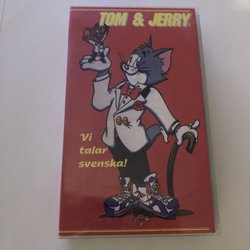 TOM & JERRY
Vi
talar
svenska!